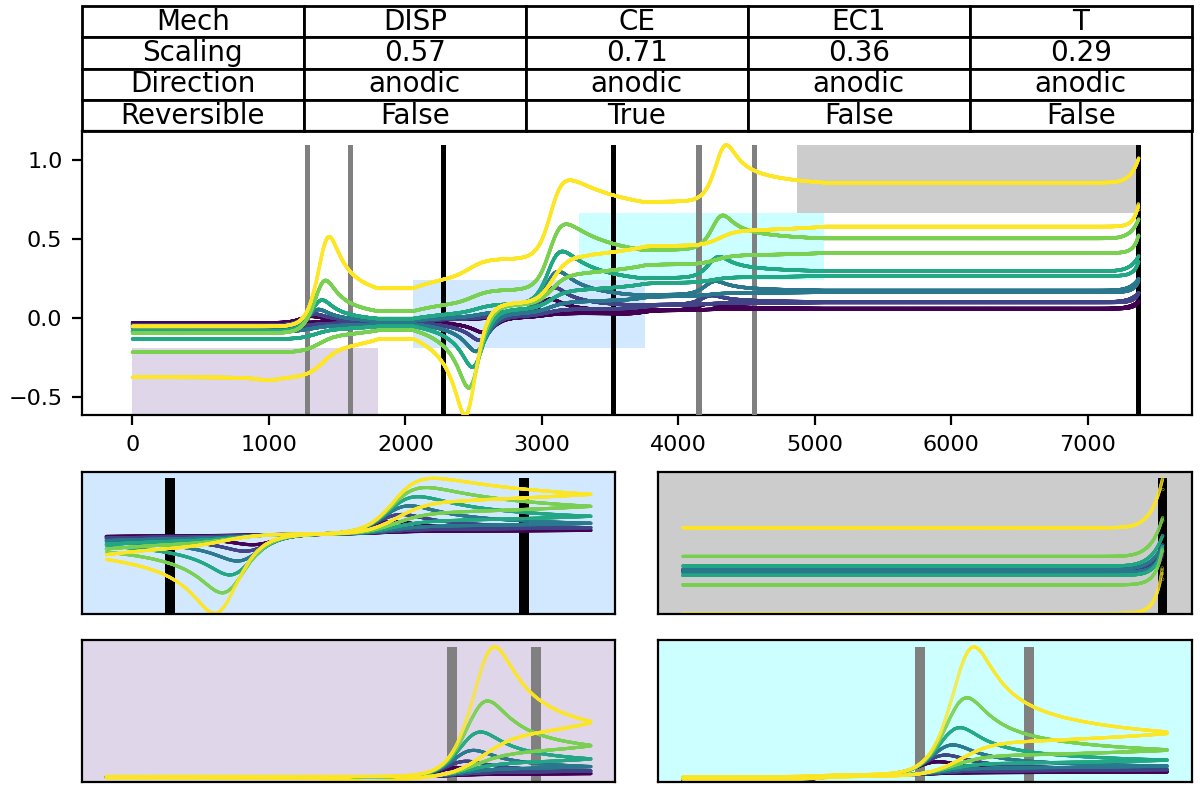 Mech DISP CE EC1 T
Scaling 0.57 0.71 0.36 0.29
Direction anodic anodic anodic anodic
Reversible False True False False
1.0
0.5
0.0
−0.5
0 1000 2000 3000 4000 5000 6000 7000